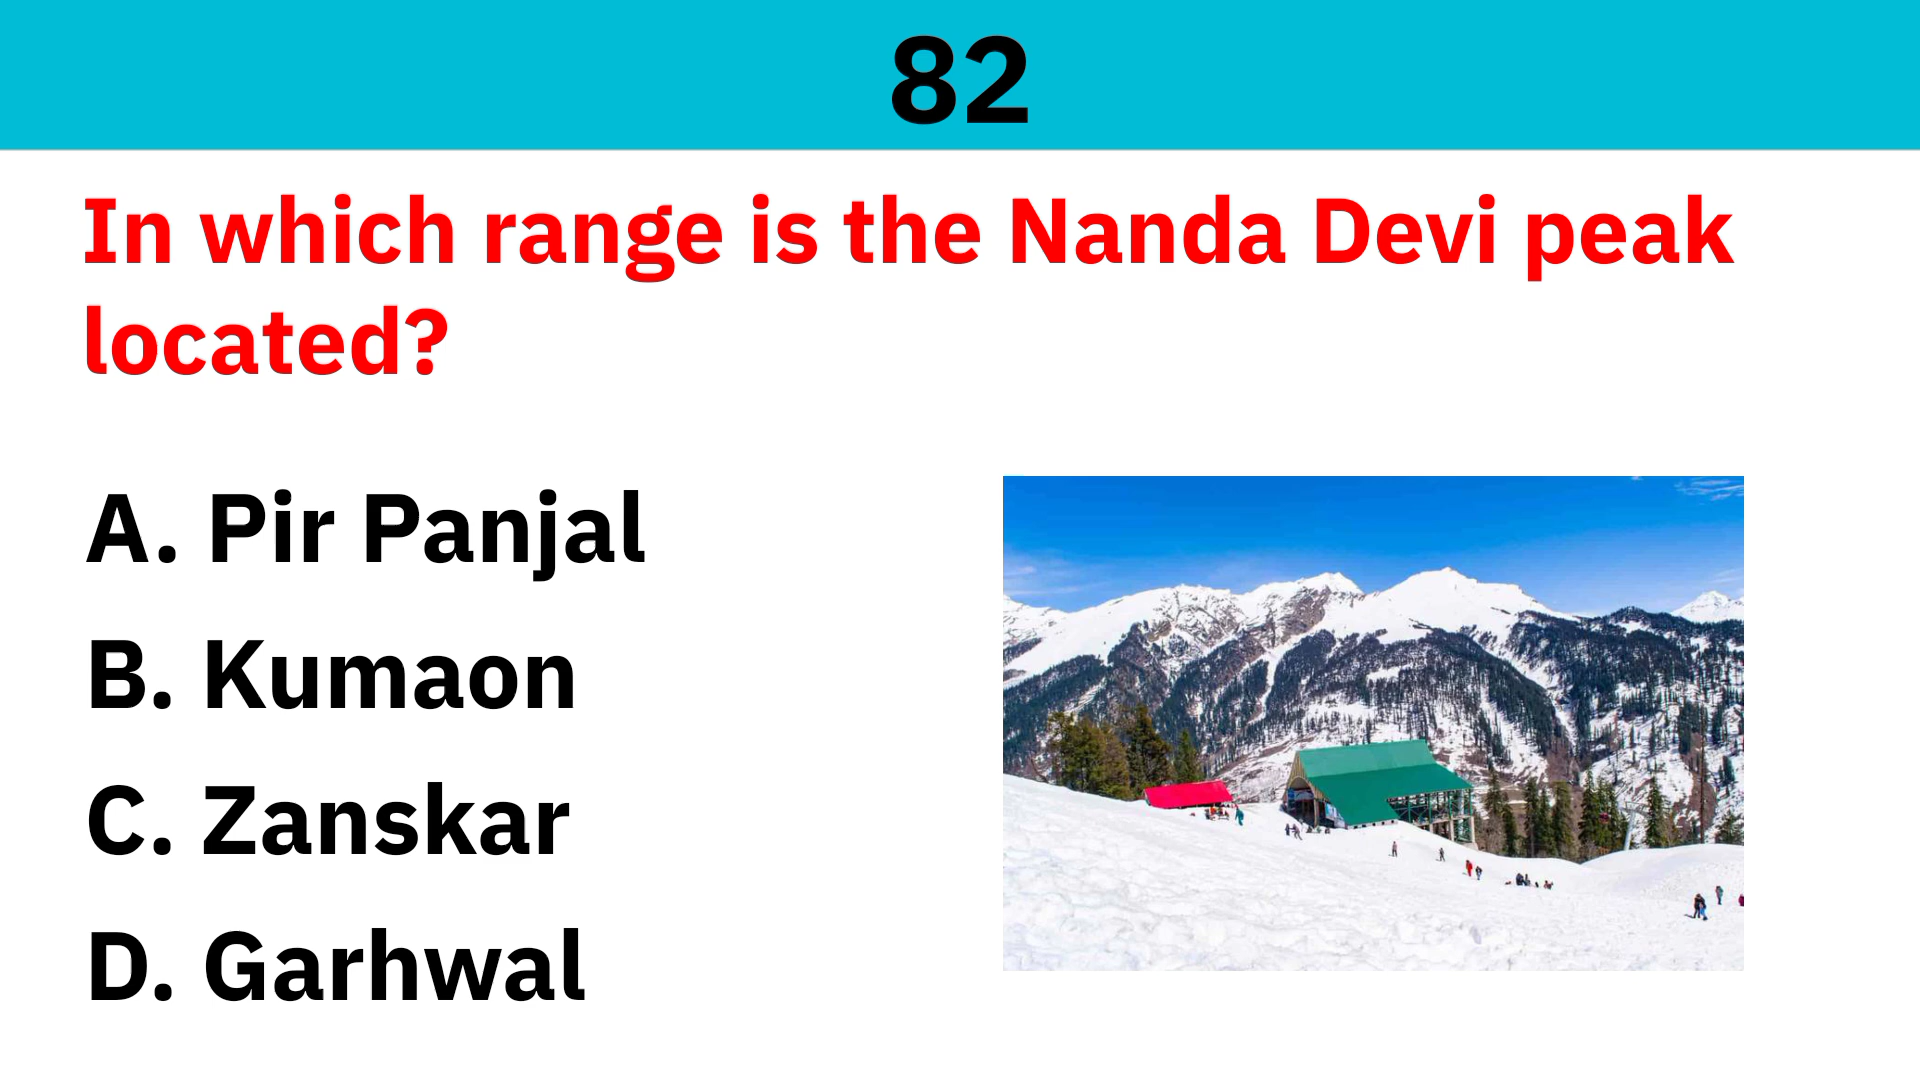 82
In which range is the Nanda Devi peak
located?
A. Pir Panjal
B. Kumaon
C. Zanskar
D. Garhwal